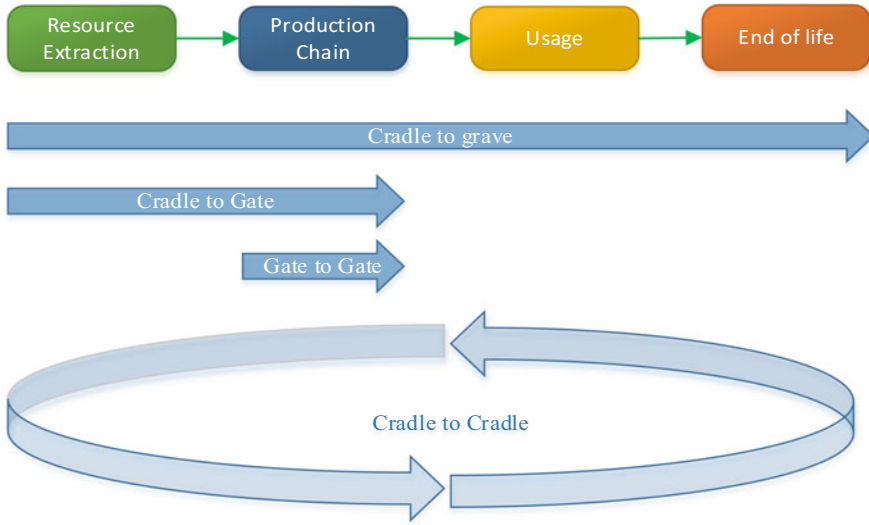 Resource
Extraction
Production
Chain
Usage
End of life
Cradle to grave
Cradle to Gate
Gate to Gate
Cradle to Cradle